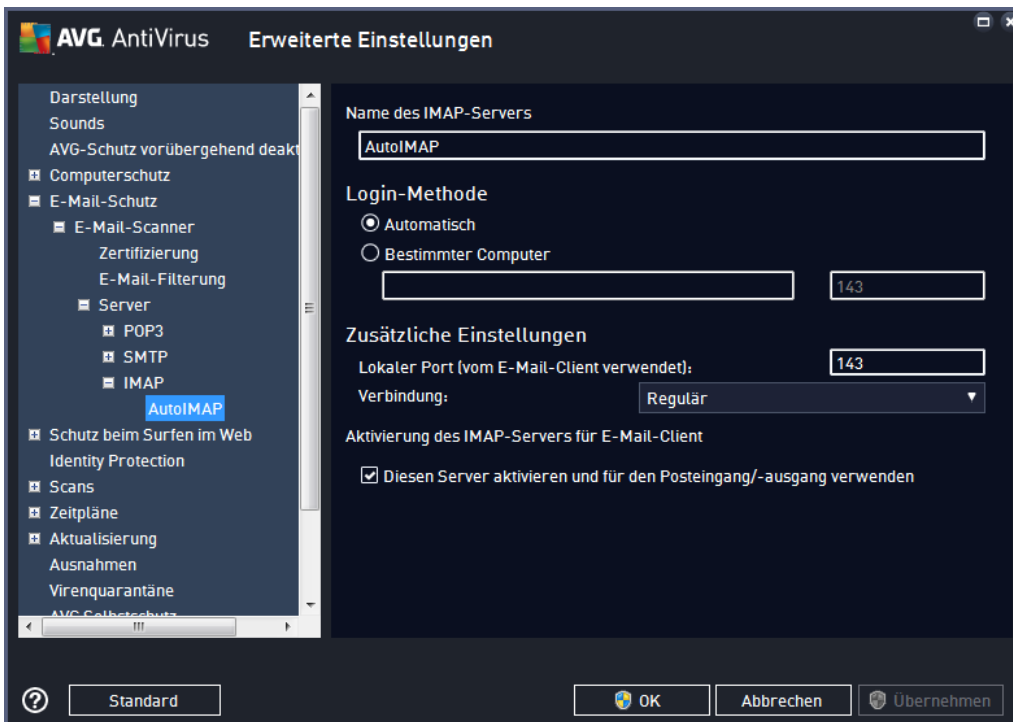 AVG. AntiVirus Erweiterte Einstellungen
Darstellung
Sounds
AVG-Schutz vorübergehend deakt
Computerschutz
E-Mail-Schutz
E-Mail-Scanner
Zertifizierung
E-Mail-Filterung
Server
POP3
SMTP
IMAP
AutoIMAP
Schutz beim Surfen im Web
Identity Protection
Scans
Zeitpläne
Aktualisierung
Ausnahmen
Virenquarantäne
AVG Selbstschutz
Name des IMAP-Servers
AutoIMAP
Login-Methode
Automatisch
Bestimmter Computer
143
Zusätzliche Einstellungen
Lokaler Port (vom E-Mail-Client verwendet): 143
Verbindung: Regulär
Aktivierung des IMAP-Servers für E-Mail-Client
Diesen Server aktivieren und für den Posteingang/-ausgang verwenden
? Standard OK Abbrechen Übernehmen